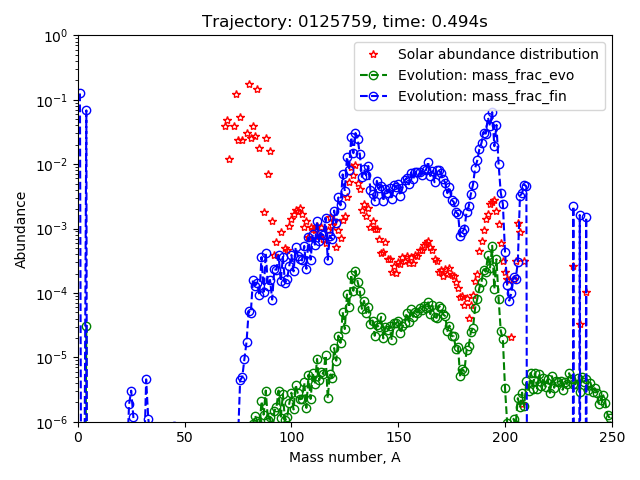 Trajectory: 0125759, time: 0.494s
Solar abundance distribution
Evolution: mass_frac_evo
Evolution: mass_frac_fin
Abundance
10⁰
10⁻¹
10⁻²
10⁻³
10⁻⁴
10⁻⁵
10⁻⁶
0 50 100 150 200 250
Mass number, A